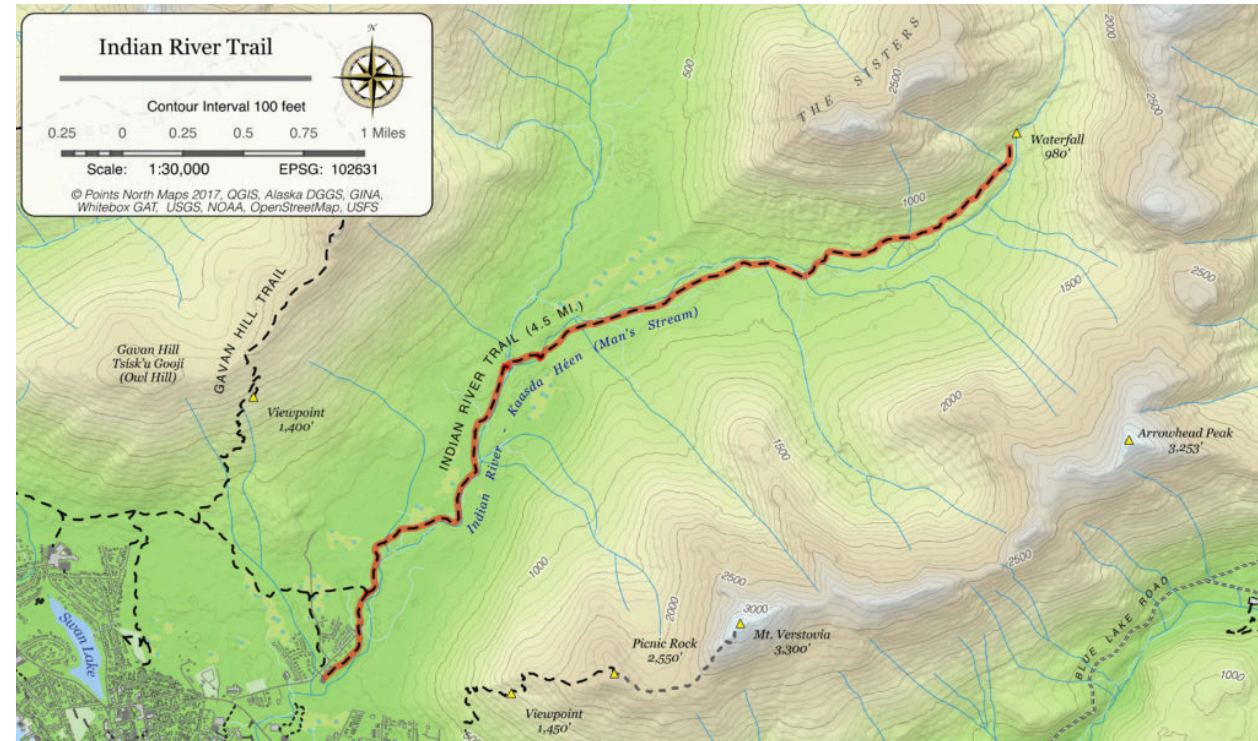 Indian River Trail
N
Contour Interval 100 feet
0.25 0 0.25 0.5 0.75 1 Miles
Scale: 1:30,000 EPSG: 102631
© Points North Maps 2017, QGIS, Alaska DGGS, GINA,
Whitebox GAT, USGS, NOAA, OpenStreetMap, USFS
500
THE SISTERS
2500
2000
2500
Waterfall
980'
1000
2500
1500
GAVAN HILL TRAIL
Gavan Hill
Tsisk'u Gooji
(Owl Hill)
Viewpoint
1,400'
INDIAN RIVER TRAIL (4.5 MI.)
Indian River - Kaasda Héen (Man's Stream)
2000
1500
Arrowhead Peak
3,253'
1000
2500
2500
2000
3000
Mt. Verstovia
3,300'
Picnic Rock
2,550'
Viewpoint
1,450'
Swan Lake
BLUE LAKE ROAD
1000